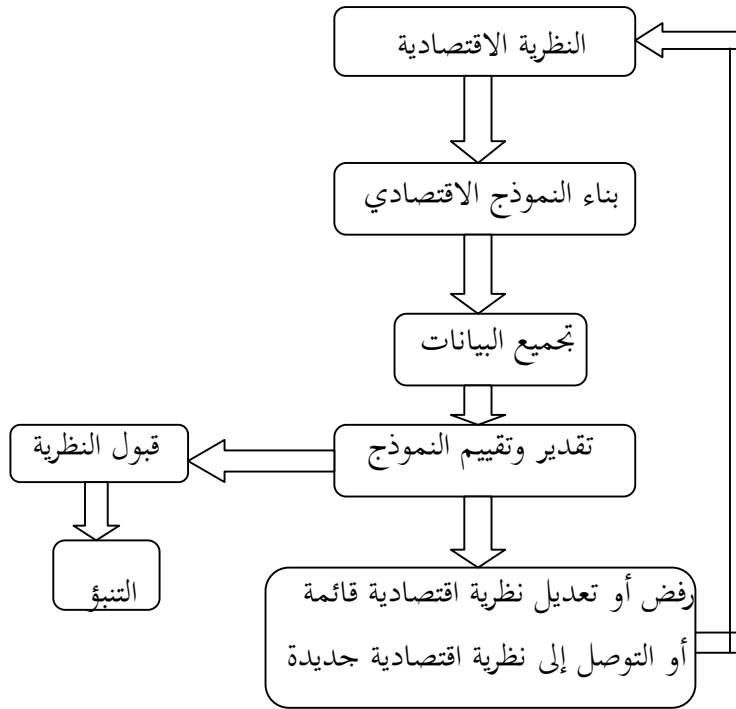 النظرية الاقتصادية
بناء النموذج الاقتصادي
تجميع البيانات
تقدير وتقييم النموذج
قبول النظرية
التنبؤ
رفض أو تعديل نظرية اقتصادية قائمة
أو التوصل إلى نظرية اقتصادية جديدة